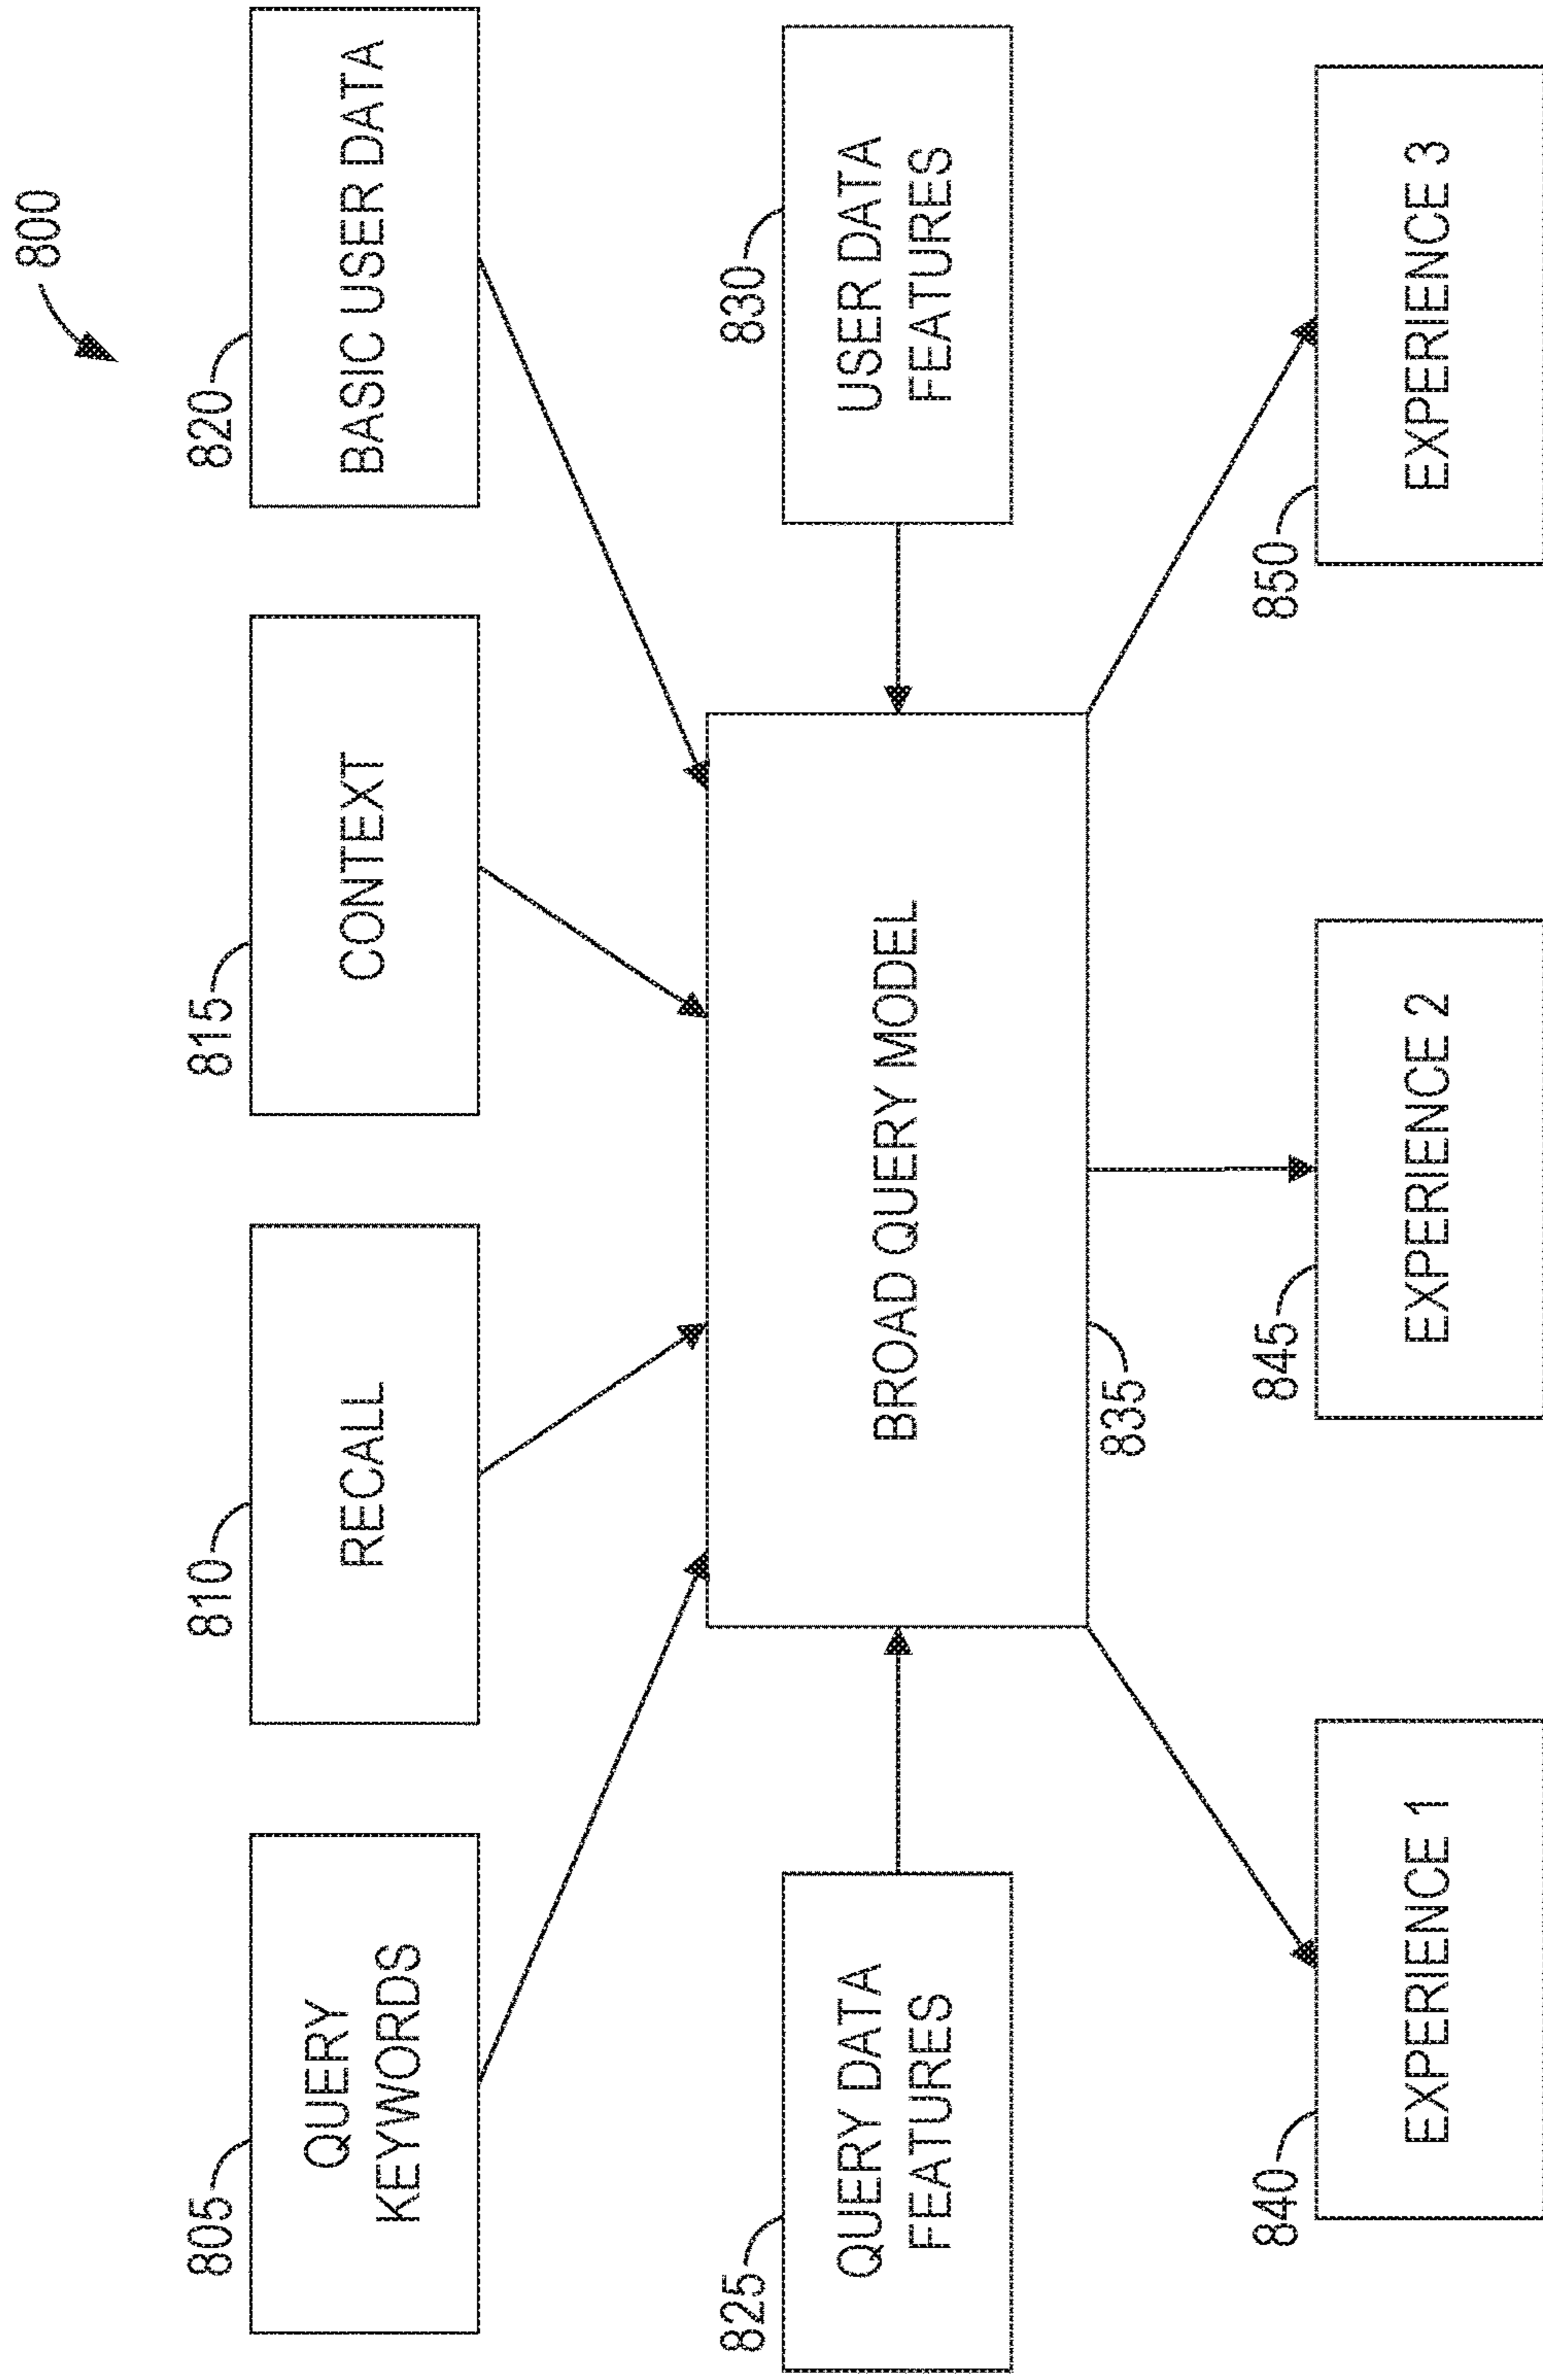 800
805
QUERY
KEYWORDS
810
RECALL
815
CONTEXT
820
BASIC USER DATA
825
QUERY DATA
FEATURES
BROAD QUERY MODEL
835
830
USER DATA
FEATURES
840
EXPERIENCE 1
845
EXPERIENCE 2
850
EXPERIENCE 3